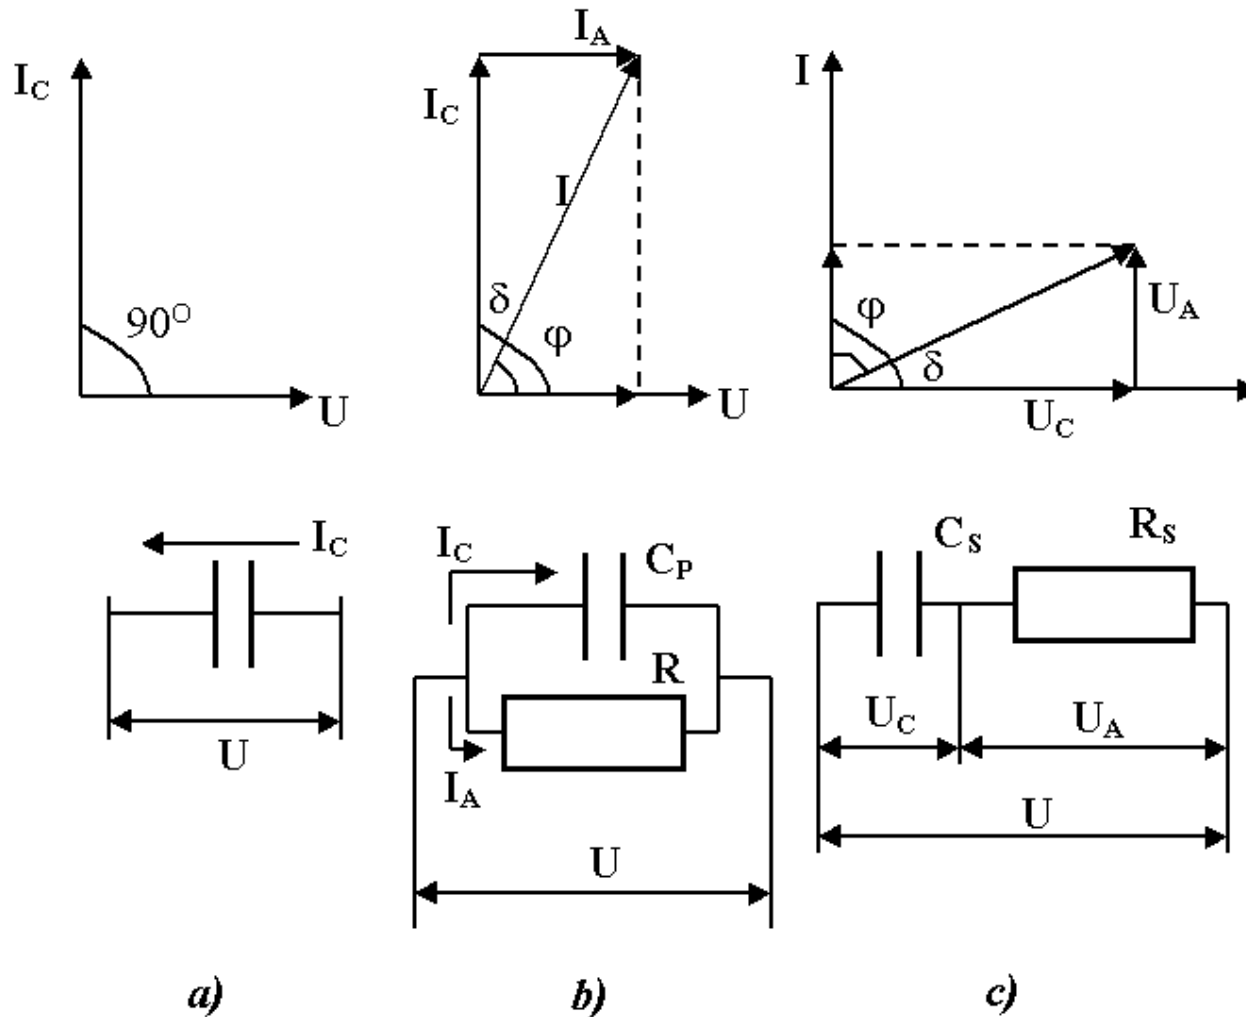 I_C
90°
U
I_A
I_C
I
δ
φ
U
I
φ
δ
U_A
U_C
I_C
U
I_C
C_P
R
I_A
U
C_S
R_S
U_C
U_A
U
a)
b)
c)